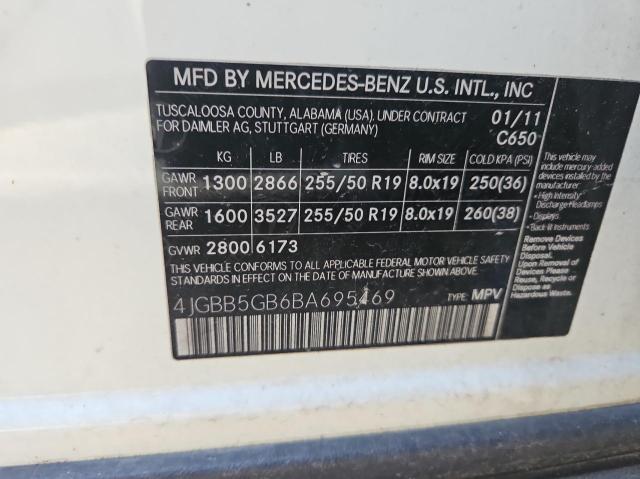 MFD BY MERCEDES-BENZ U.S. INTL., INC
TUSCALOOSA COUNTY, ALABAMA (USA). UNDER CONTRACT
FOR DAIMLER AG, STUTTGART (GERMANY)
01/11
C650
KG LB TIRES RIM SIZE COLD KPA (PSI)
GAWR FRONT 1300 2866 255/50 R19 8.0x19 250(36)
GAWR REAR 1600 3527 255/50 R19 8.0x19 260(38)
GVWR 2800 6173
THIS VEHICLE CONFORMS TO ALL APPLICABLE FEDERAL MOTOR VEHICLE SAFETY
STANDARDS IN EFFECT ON THE DATE OF MANUFACTURE SHOWN ABOVE.
4JGBB5GB6BA695469 TYPE: MPV
This vehicle may
include mercury-added
devices installed by the
manufacturer:
- High Intensity
Discharge Headlamps
- Displays
- Back-lit Instruments
Remove Devices
Before Vehicle
Disposal. Upon
Removal of Devices
Please Reuse, Recycle
or Dispose as
Hazardous Waste.